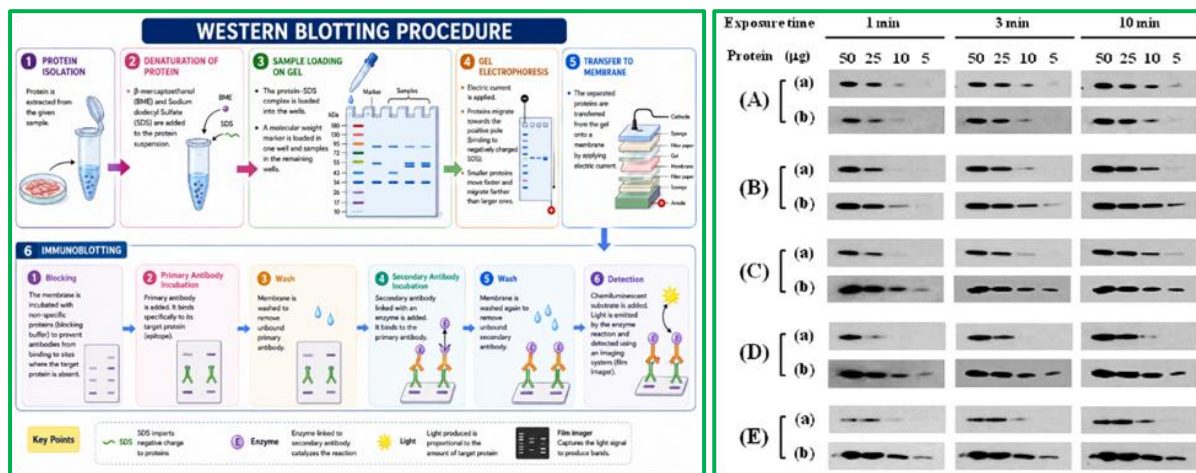 WESTERN BLOTTING PROCEDURE
1 PROTEIN
ISOLATION
Protein is
extracted from
the given
sample.
2 DENATURATION OF
PROTEIN
• β-mercaptoethanol
(BME) and Sodium
dodecyl Sulfate
(SDS) are added
to the protein
suspension.
BME
SDS
3 SAMPLE LOADING
ON GEL
• The protein–SDS
complex is loaded
into the wells.
• A molecular weight
marker is loaded in
one well and samples
in the remaining
wells.
Marker Samples
kDa
180
130
95
72
55
43
34
26
17
10
4 GEL
ELECTROPHORESIS
• Electric current
is applied.
• Proteins migrate
towards the
positive pole
(binding to
negatively charged
SDS).
• Smaller proteins
move faster and
migrate farther
than larger ones.
5 TRANSFER TO
MEMBRANE
The separated
proteins are
transferred
from the gel
onto a
membrane by
applying electric
current.
Cathode
Sponge
Filter paper
Gel
Membrane
Filter paper
Sponge
Anode
6 IMMUNOBLOTTING
1 Blocking
The membrane is
incubated with
non-specific
proteins (blocking
buffer) to prevent
antibodies from
binding to sites
where the target
protein is absent.
2 Primary Antibody
Incubation
Primary antibody
is added. It binds
specifically to its
target protein
(epitope).
3 Wash
Membrane is
washed to
remove
unbound
primary
antibody.
4 Secondary Antibody
Incubation
Secondary antibody
linked with an
enzyme is added.
It binds to the
primary antibody.
E
E E
5 Wash
Membrane is
washed again to
remove
unbound
secondary
antibody.
E E
6 Detection
Chemiluminescent
substrate is added.
Light is emitted
by the enzyme
reaction and
detected using
an imaging
system (film
imager).
Light
E E
Key Points
SDS
SDS imparts
negative charge
to proteins
E Enzyme
Enzyme linked to
secondary antibody
catalyzes the reaction
Light
Light produced is
proportional to the
amount of target protein
Film imager
Captures the light signal
to produce bands.
Exposure time 1 min 3 min 10 min
Protein (μg) 50 25 10 5 50 25 10 5 50 25 10 5
(A) (a)
(b)
(B) (a)
(b)
(C) (a)
(b)
(D) (a)
(b)
(E) (a)
(b)